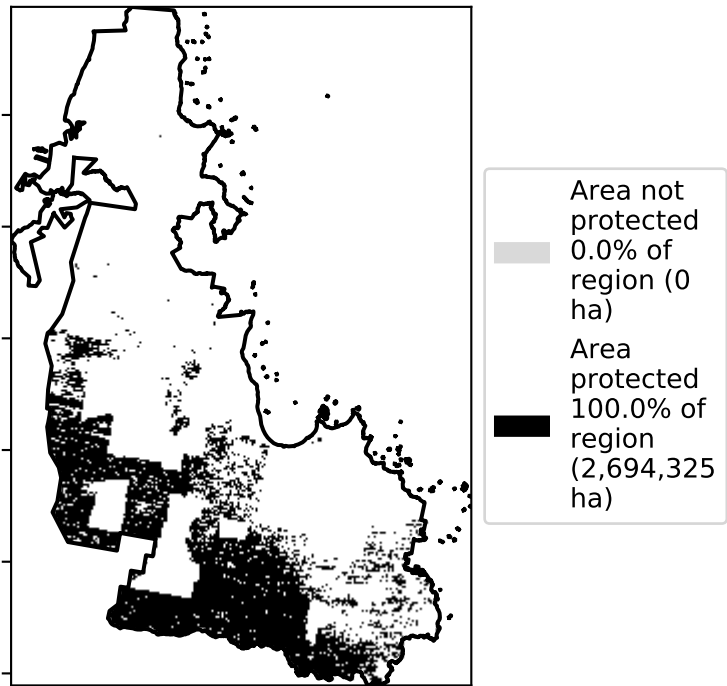 Area not
protected
0.0% of
region (0
ha)
Area
protected
100.0% of
region
(2,694,325
ha)